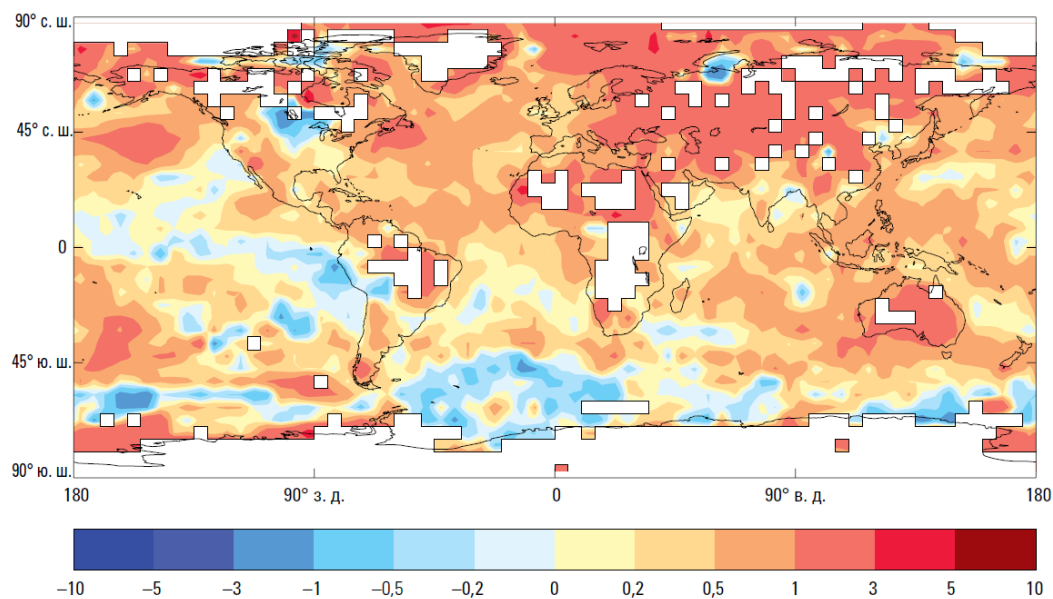 90° с. ш.
45° с. ш.
0
45° ю. ш.
90° ю. ш.
180 90° з. д. 0 90° в. д. 180
–10 –5 –3 –1 –0,5 –0,2 0 0,2 0,5 1 3 5 10